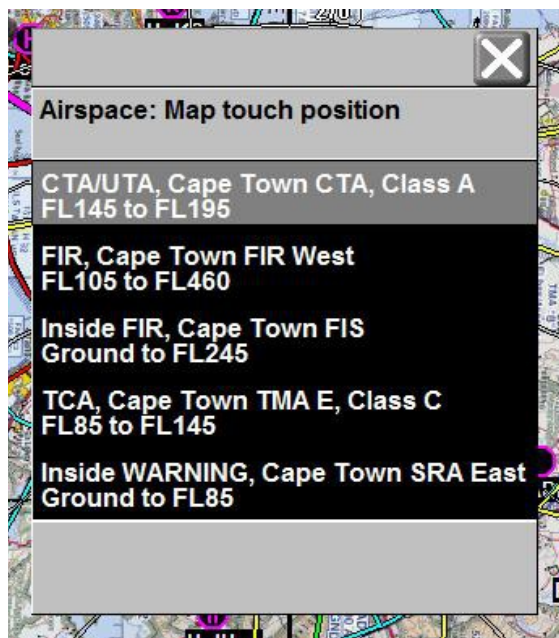 Airspace: Map touch position
CTA/UTA, Cape Town CTA, Class A
FL145 to FL195
FIR, Cape Town FIR West
FL105 to FL460
Inside FIR, Cape Town FIS
Ground to FL245
TCA, Cape Town TMA E, Class C
FL85 to FL145
Inside WARNING, Cape Town SRA East
Ground to FL85